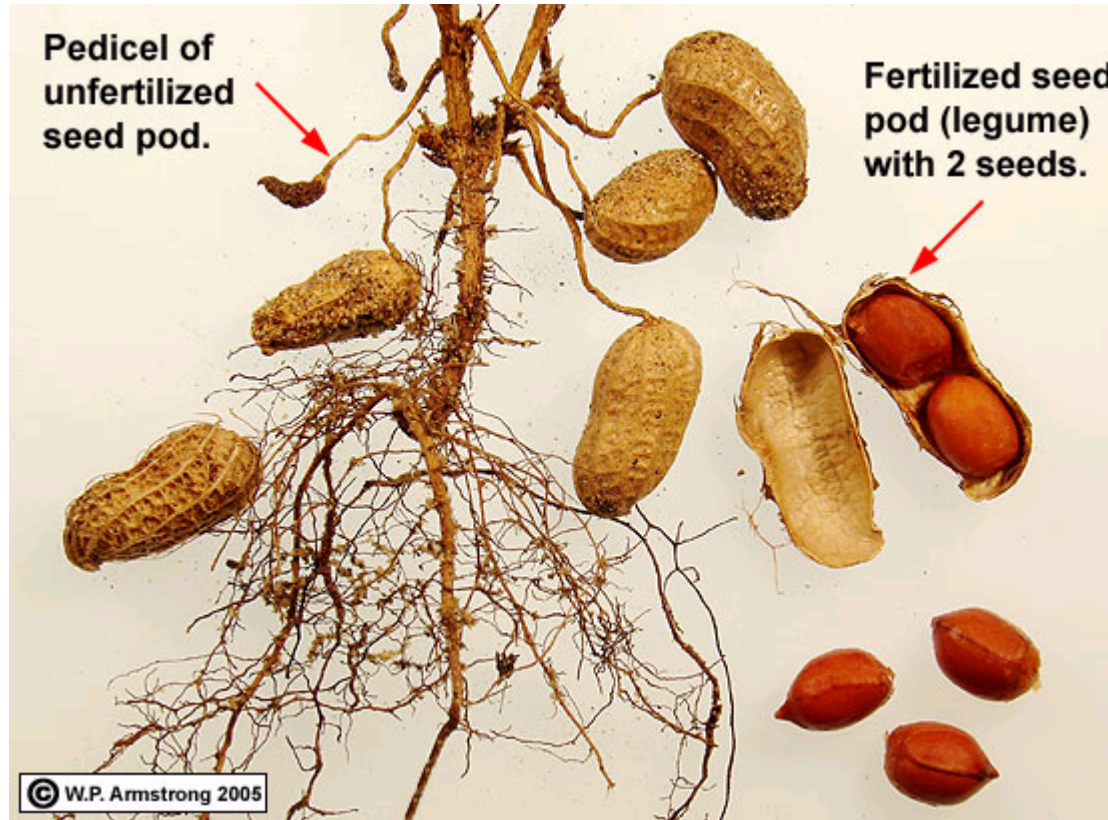 Pedicel of
unfertilized
seed pod.
Fertilized seed
pod (legume)
with 2 seeds.
© W.P. Armstrong 2005